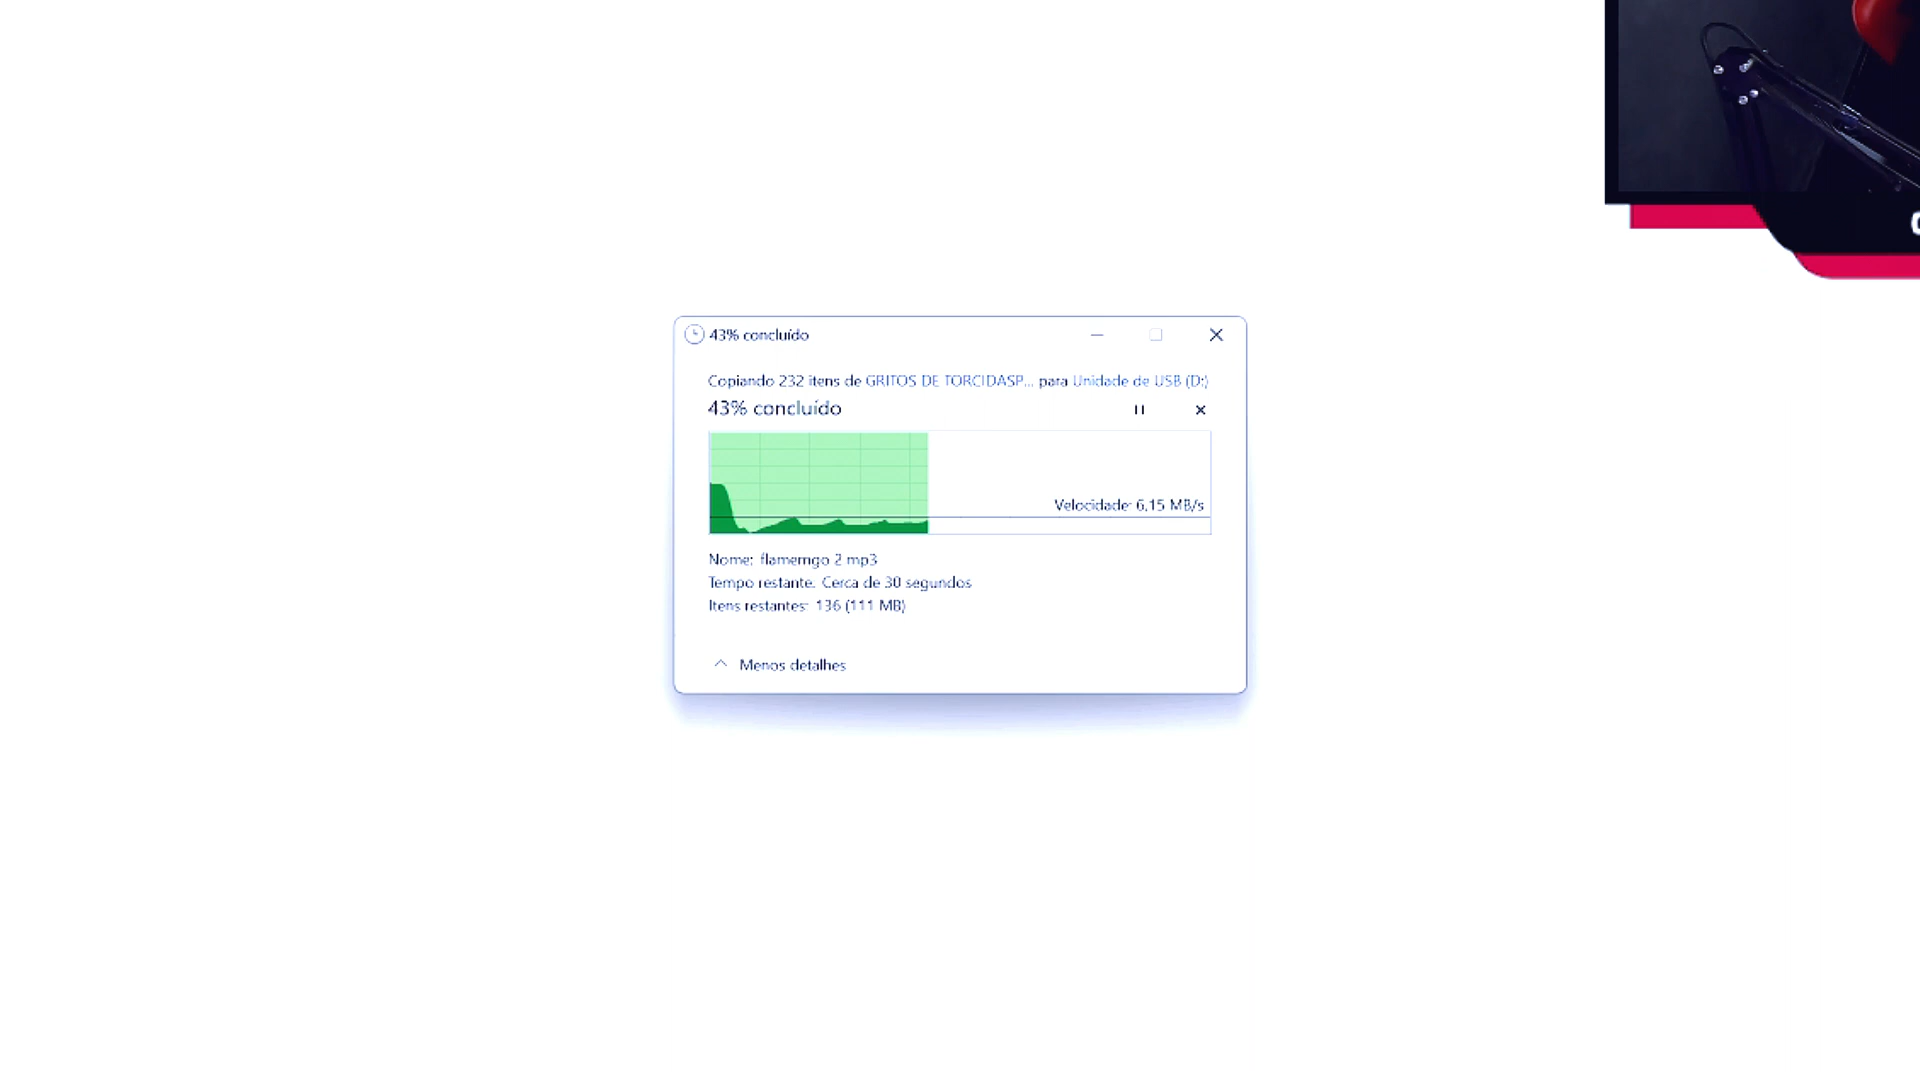 43% concluído
Copiando 232 itens de GRITOS DE TORCIDASP... para Unidade de USB (D:)
43% concluído
Velocidade: 6,15 MB/s
Nome: flamemgo 2 mp3
Tempo restante: Cerca de 30 segundos
Itens restantes: 136 (111 MB)
Menos detalhes